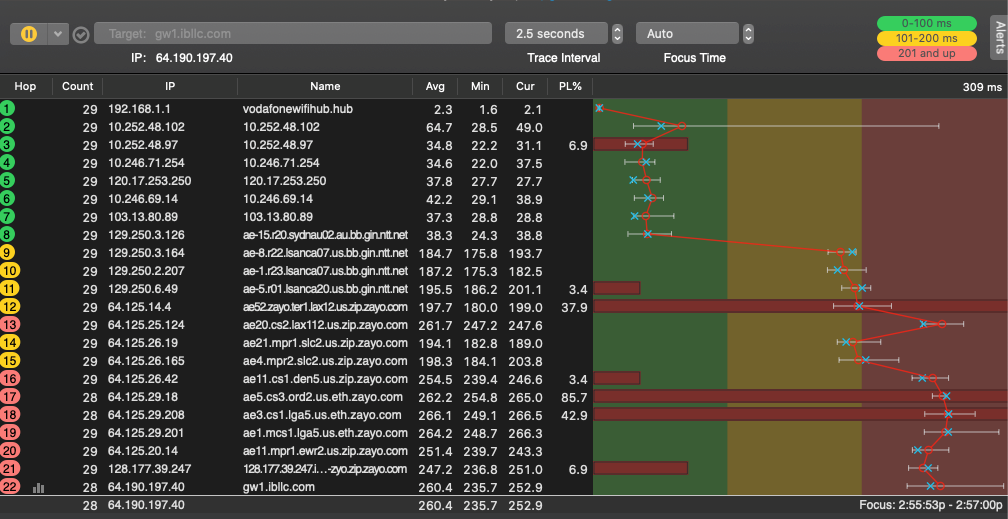 Target: gw1.ibllc.com 2.5 seconds Auto 0-100 ms
101-200 ms
IP: 64.190.197.40 Trace Interval Focus Time 201 and up
Alerts
Hop Count IP Name Avg Min Cur PL% 309 ms
1 29 192.168.1.1 vodafonewifihub.hub 2.3 1.6 2.1
2 29 10.252.48.102 10.252.48.102 64.7 28.5 49.0
3 29 10.252.48.97 10.252.48.97 34.8 22.2 31.1 6.9
4 29 10.246.71.254 10.246.71.254 34.6 22.0 37.5
5 29 120.17.253.250 120.17.253.250 37.8 27.7 27.7
6 29 10.246.69.14 10.246.69.14 42.2 29.1 38.9
7 29 103.13.80.89 103.13.80.89 37.3 28.8 28.8
8 29 129.250.3.126 ae-15.r20.sydnau02.au.bb.gin.ntt.net 38.3 24.3 38.8
9 29 129.250.3.164 ae-8.r22.lsanca07.us.bb.gin.ntt.net 184.7 175.8 193.7
10 29 129.250.2.207 ae-1.r23.lsanca07.us.bb.gin.ntt.net 187.2 175.3 182.5
11 29 129.250.6.49 ae-5.r01.lsanca20.us.bb.gin.ntt.net 195.5 186.2 201.1 3.4
12 29 64.125.14.4 ae52.zayo.ter1.lax12.us.zip.zayo.com 197.7 180.0 199.0 37.9
13 29 64.125.25.124 ae20.cs2.lax112.us.zip.zayo.com 261.7 247.2 247.6
14 29 64.125.26.19 ae21.mpr1.slc2.us.zip.zayo.com 194.1 182.8 189.0
15 29 64.125.26.165 ae4.mpr2.slc2.us.zip.zayo.com 198.3 184.1 203.8
16 29 64.125.26.42 ae11.cs1.den5.us.zip.zayo.com 254.5 239.4 246.6 3.4
17 28 64.125.29.18 ae5.cs3.ord2.us.eth.zayo.com 262.2 254.8 265.0 85.7
18 28 64.125.29.208 ae3.cs1.lga5.us.eth.zayo.com 266.1 249.1 266.5 42.9
19 29 64.125.29.201 ae1.mcs1.lga5.us.eth.zayo.com 264.2 248.7 266.3
20 29 64.125.20.14 ae11.mpr1.ewr2.us.zip.zayo.com 251.4 239.7 243.3
21 29 128.177.39.247 128.177.39.247.i...-zyo.zip.zayo.com 247.2 236.8 251.0 6.9
22 28 64.190.197.40 gw1.ibllc.com 260.4 235.7 252.9
28 64.190.197.40 260.4 235.7 252.9 Focus: 2:55:53p - 2:57:00p